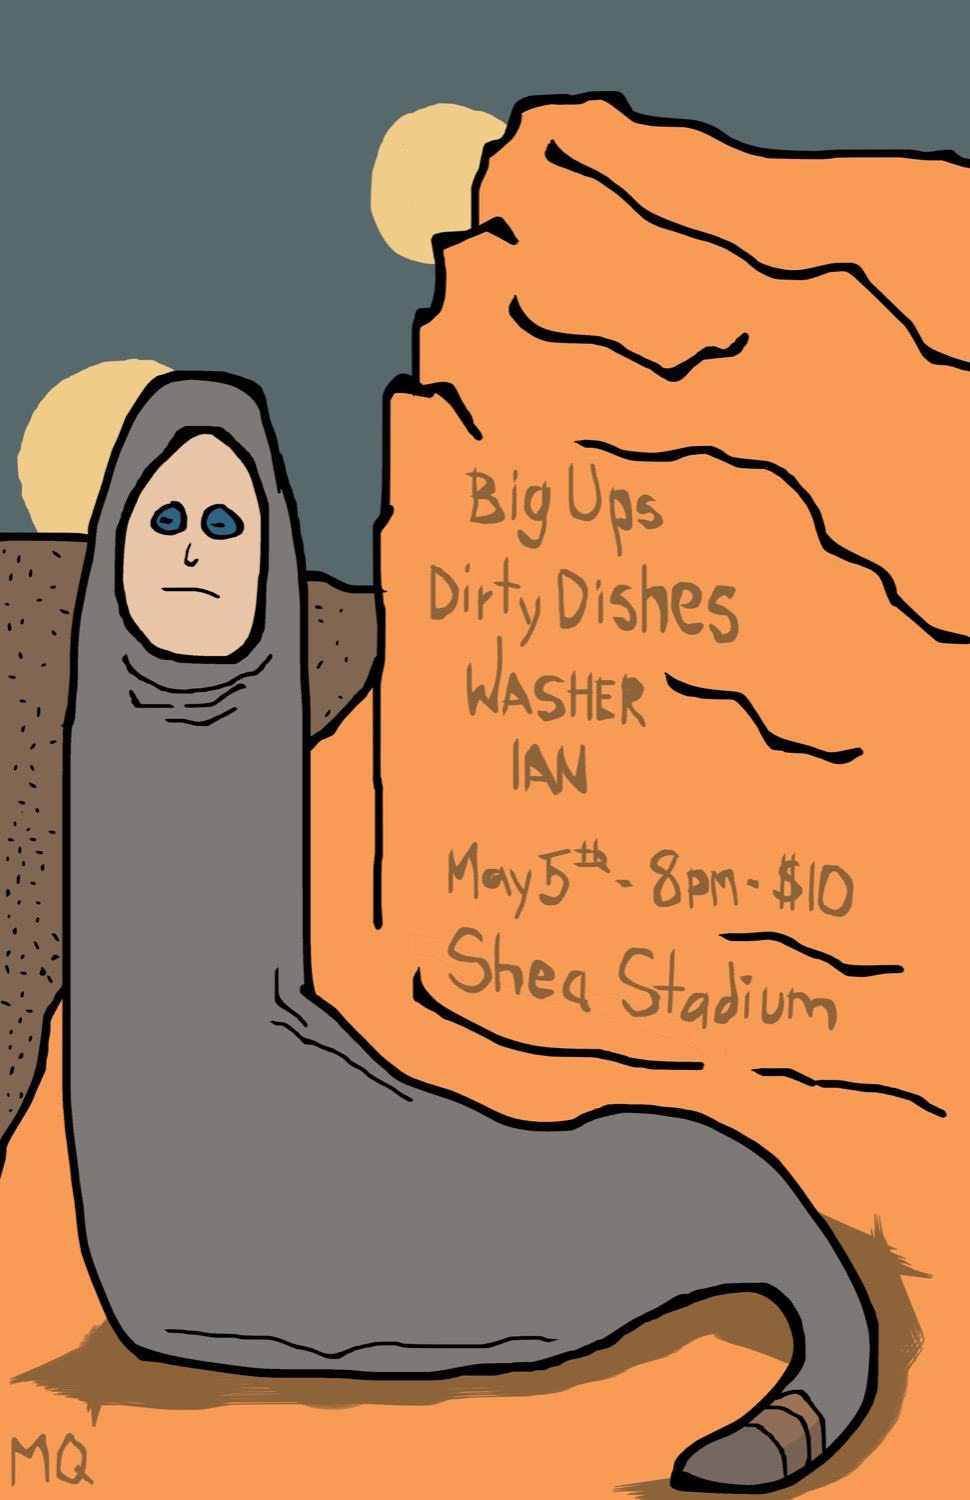 Big Ups
Dirty Dishes
WASHER
IAN
May 5th - 8pm - $10
Shea Stadium
MQ